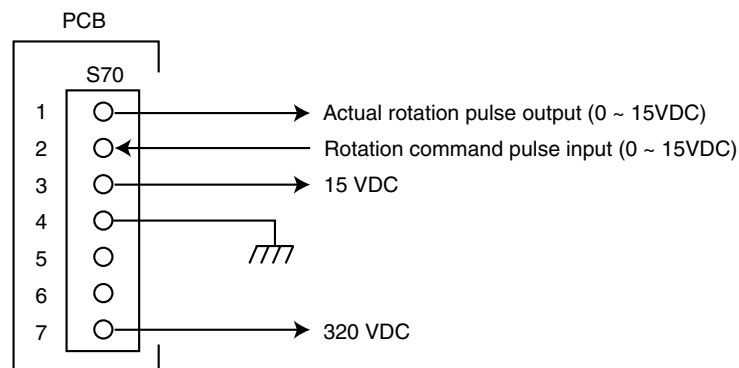 PCB
S70
1 Actual rotation pulse output (0 ~ 15VDC)
2 Rotation command pulse input (0 ~ 15VDC)
3 15 VDC
4
5
6
7 320 VDC